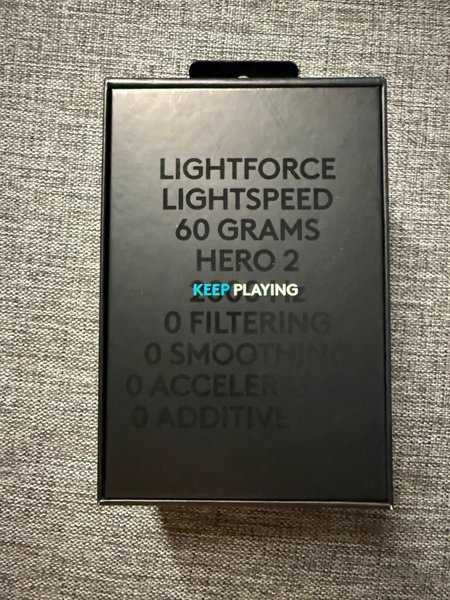 LIGHTFORCE
LIGHTSPEED
60 GRAMS
HERO 2
KEEP PLAYING
0 FILTERING
0 SMOOTHING
0
0 ADDITIVE